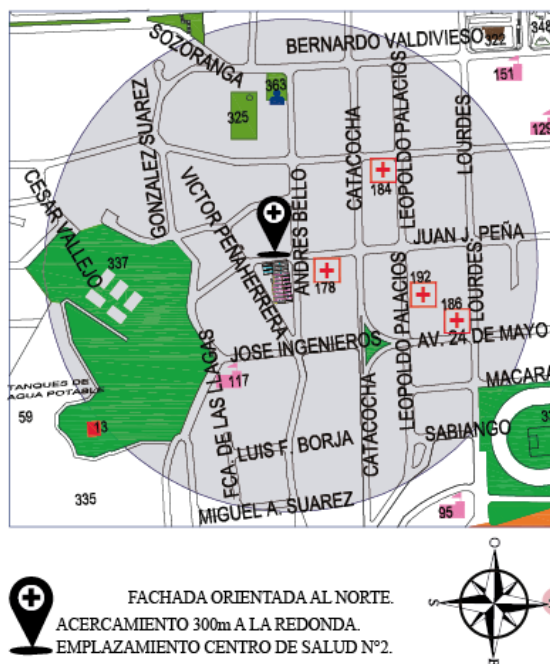 SOZORANGA
BERNARDO VALDIVIESO
322
348
151
363
325
129
GONZALEZ SUAREZ
CATACOCHA
LEOPOLDO PALACIOS
LOURDES
184
CESAR VALLEJO
VICTOR PEÑAHERRERA
ANDRES BELLO
JUAN J. PEÑA
337
178
192
186
LEOPOLDO PALACIOS
LOURDES
JOSE INGENIEROS
AV. 24 DE MAYO
TANQUES DE
AGUA POTABLE
FCA. DE LAS LLAGAS
117
CATACOCHA
MACARA
59
13
LUIS F. BORJA
SABIANGO
335
MIGUEL A. SUAREZ
95
FACHADA ORIENTADA AL NORTE.
ACERCAMIENTO 300m A LA REDONDA.
EMPLAZAMIENTO CENTRO DE SALUD Nº2.
O
S
E